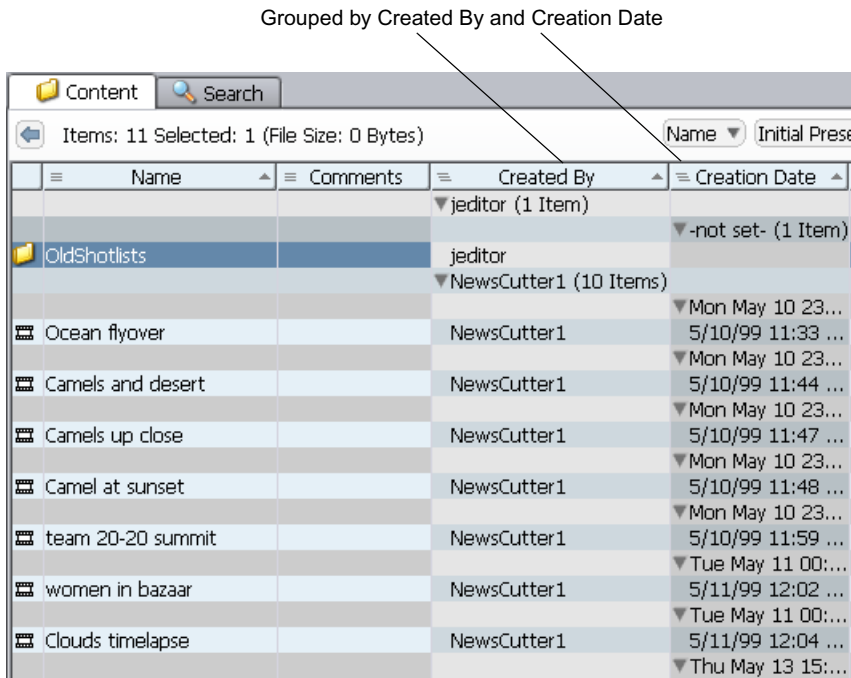 Grouped by Created By and Creation Date
Content Search
Items: 11 Selected: 1 (File Size: 0 Bytes) Name Initial Prese
Name Comments Created By Creation Date
jeditor (1 Item)
-not set- (1 Item)
OldShotlists jeditor
NewsCutter1 (10 Items)
Mon May 10 23...
Ocean flyover NewsCutter1 5/10/99 11:33 ...
Mon May 10 23...
Camels and desert NewsCutter1 5/10/99 11:44 ...
Mon May 10 23...
Camels up close NewsCutter1 5/10/99 11:47 ...
Mon May 10 23...
Camel at sunset NewsCutter1 5/10/99 11:48 ...
Mon May 10 23...
team 20-20 summit NewsCutter1 5/10/99 11:59 ...
Tue May 11 00:...
women in bazaar NewsCutter1 5/11/99 12:02 ...
Tue May 11 00:...
Clouds timelapse NewsCutter1 5/11/99 12:04 ...
Thu May 13 15:...